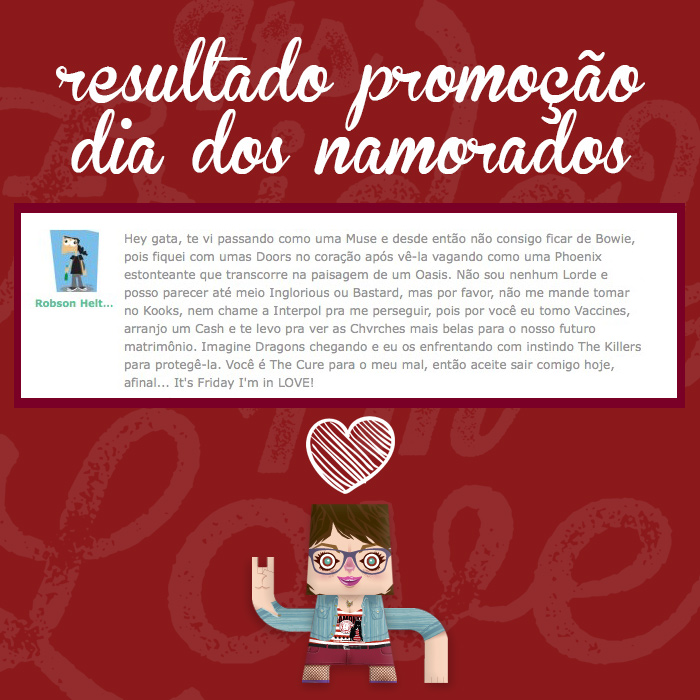 resultado promoção
dia dos namorados
Hey gata, te vi passando como uma Muse e desde então não consigo ficar de Bowie,
pois fiquei com umas Doors no coração após vê-la vagando como uma Phoenix
estonteante que transcorre na paisagem de um Oasis. Não sou nenhum Lorde e
posso parecer até meio Inglorious ou Bastard, mas por favor, não me mande tomar
no Kooks, nem chame a Interpol pra me perseguir, pois por você eu tomo Vaccines,
arranjo um Cash e te levo pra ver as Chvrches mais belas para o nosso futuro
matrimônio. Imagine Dragons chegando e eu os enfrentando com instindo The Killers
para protegê-la. Você é The Cure para o meu mal, então aceite sair comigo hoje,
afinal... It's Friday I'm in LOVE!
Robson Helt...
It's
Friday
I'm in
Love